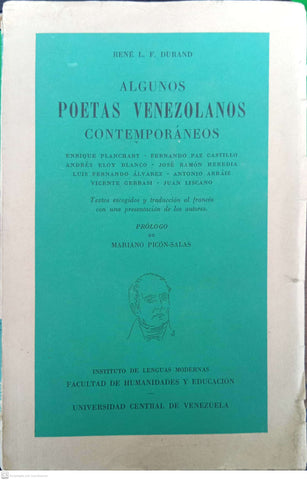 RENÉ L. F. DURAND
ALGUNOS
POETAS VENEZOLANOS
CONTEMPORÁNEOS
ENRIQUE PLANCHART - FERNANDO PAZ CASTILLO
ANDRÉS ELOY BLANCO - JOSÉ RAMÓN HEREDIA
LUIS FERNANDO ÁLVAREZ - ANTONIO ARRÁIZ
VICENTE GERBASI - JUAN LISCANO
Textos escogidos y traducción al francés
con una presentación de los autores.
PRÓLOGO
DE
MARIANO PICÓN-SALAS
INSTITUTO DE LENGUAS MODERNAS
FACULTAD DE HUMANIDADES Y EDUCACIÓN
UNIVERSIDAD CENTRAL DE VENEZUELA